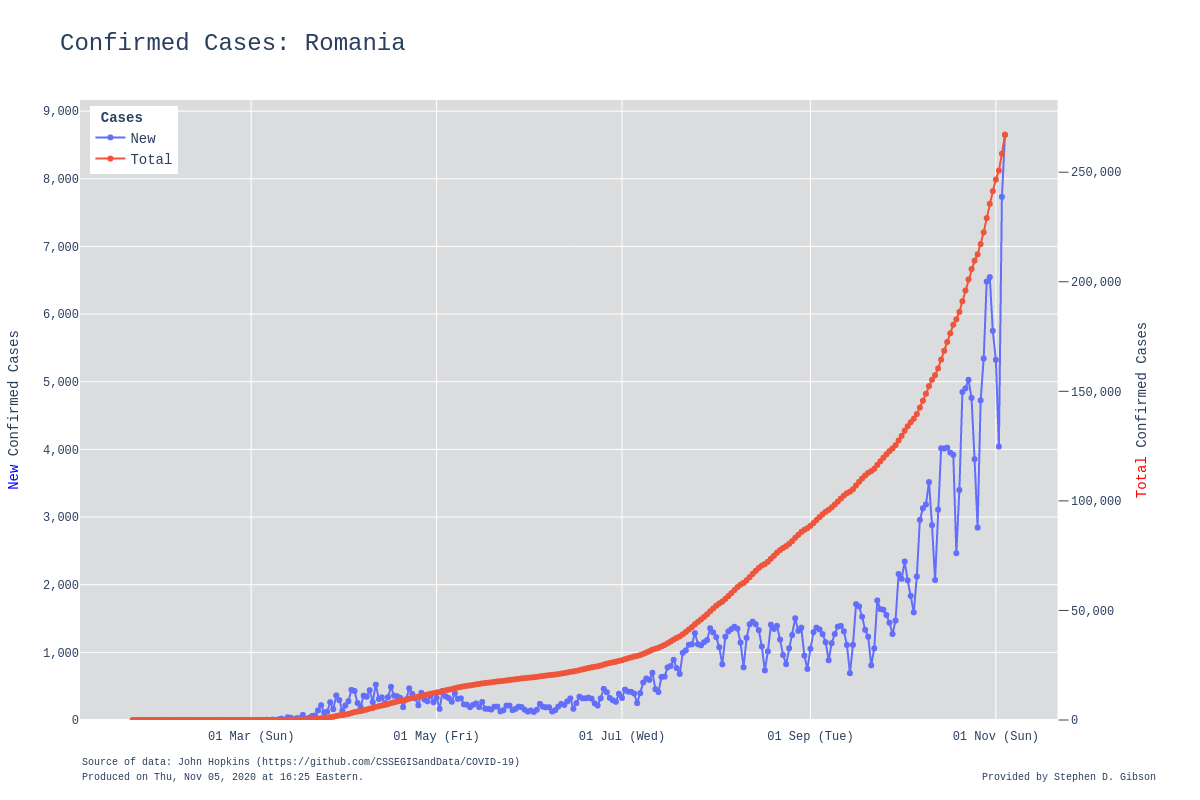 Confirmed Cases: Romania
Cases
New
Total
9,000
8,000
7,000
6,000
5,000
4,000
3,000
2,000
1,000
0
New Confirmed Cases
250,000
200,000
150,000
100,000
50,000
0
Total Confirmed Cases
01 Mar (Sun)
01 May (Fri)
01 Jul (Wed)
01 Sep (Tue)
01 Nov (Sun)
Source of data: John Hopkins (https://github.com/CSSEGISandData/COVID-19)
Produced on Thu, Nov 05, 2020 at 16:25 Eastern.
Provided by Stephen D. Gibson